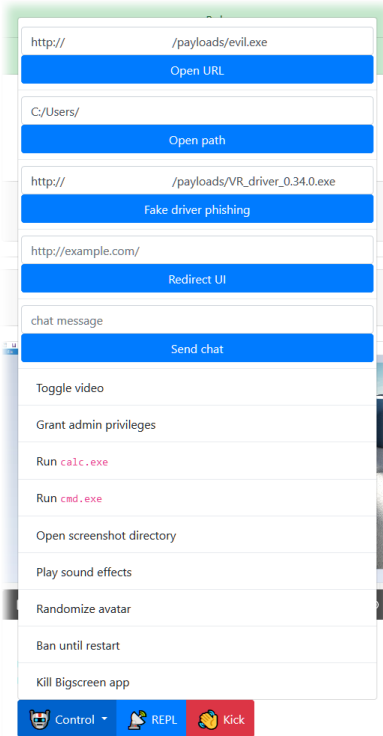 http:// /payloads/evil.exe
Open URL
C:/Users/
Open path
http:// /payloads/VR_driver_0.34.0.exe
Fake driver phishing
http://example.com/
Redirect UI
chat message
Send chat
Toggle video
Grant admin privileges
Run calc.exe
Run cmd.exe
Open screenshot directory
Play sound effects
Randomize avatar
Ban until restart
Kill Bigscreen app
Control REPL Kick